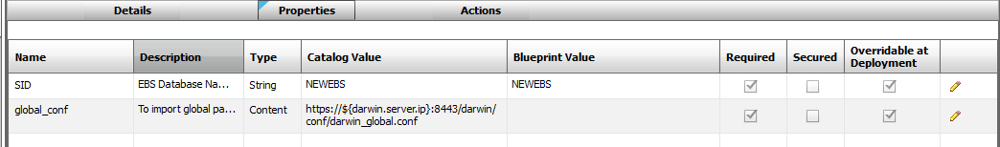 Details Properties Actions
Name Description Type Catalog Value Blueprint Value Required Secured Overridable at
Deployment
SID EBS Database Na... String NEWEBS NEWEBS
global_conf To import global pa... Content https://${darwin.server.ip}:8443/darwin/
conf/darwin_global.conf